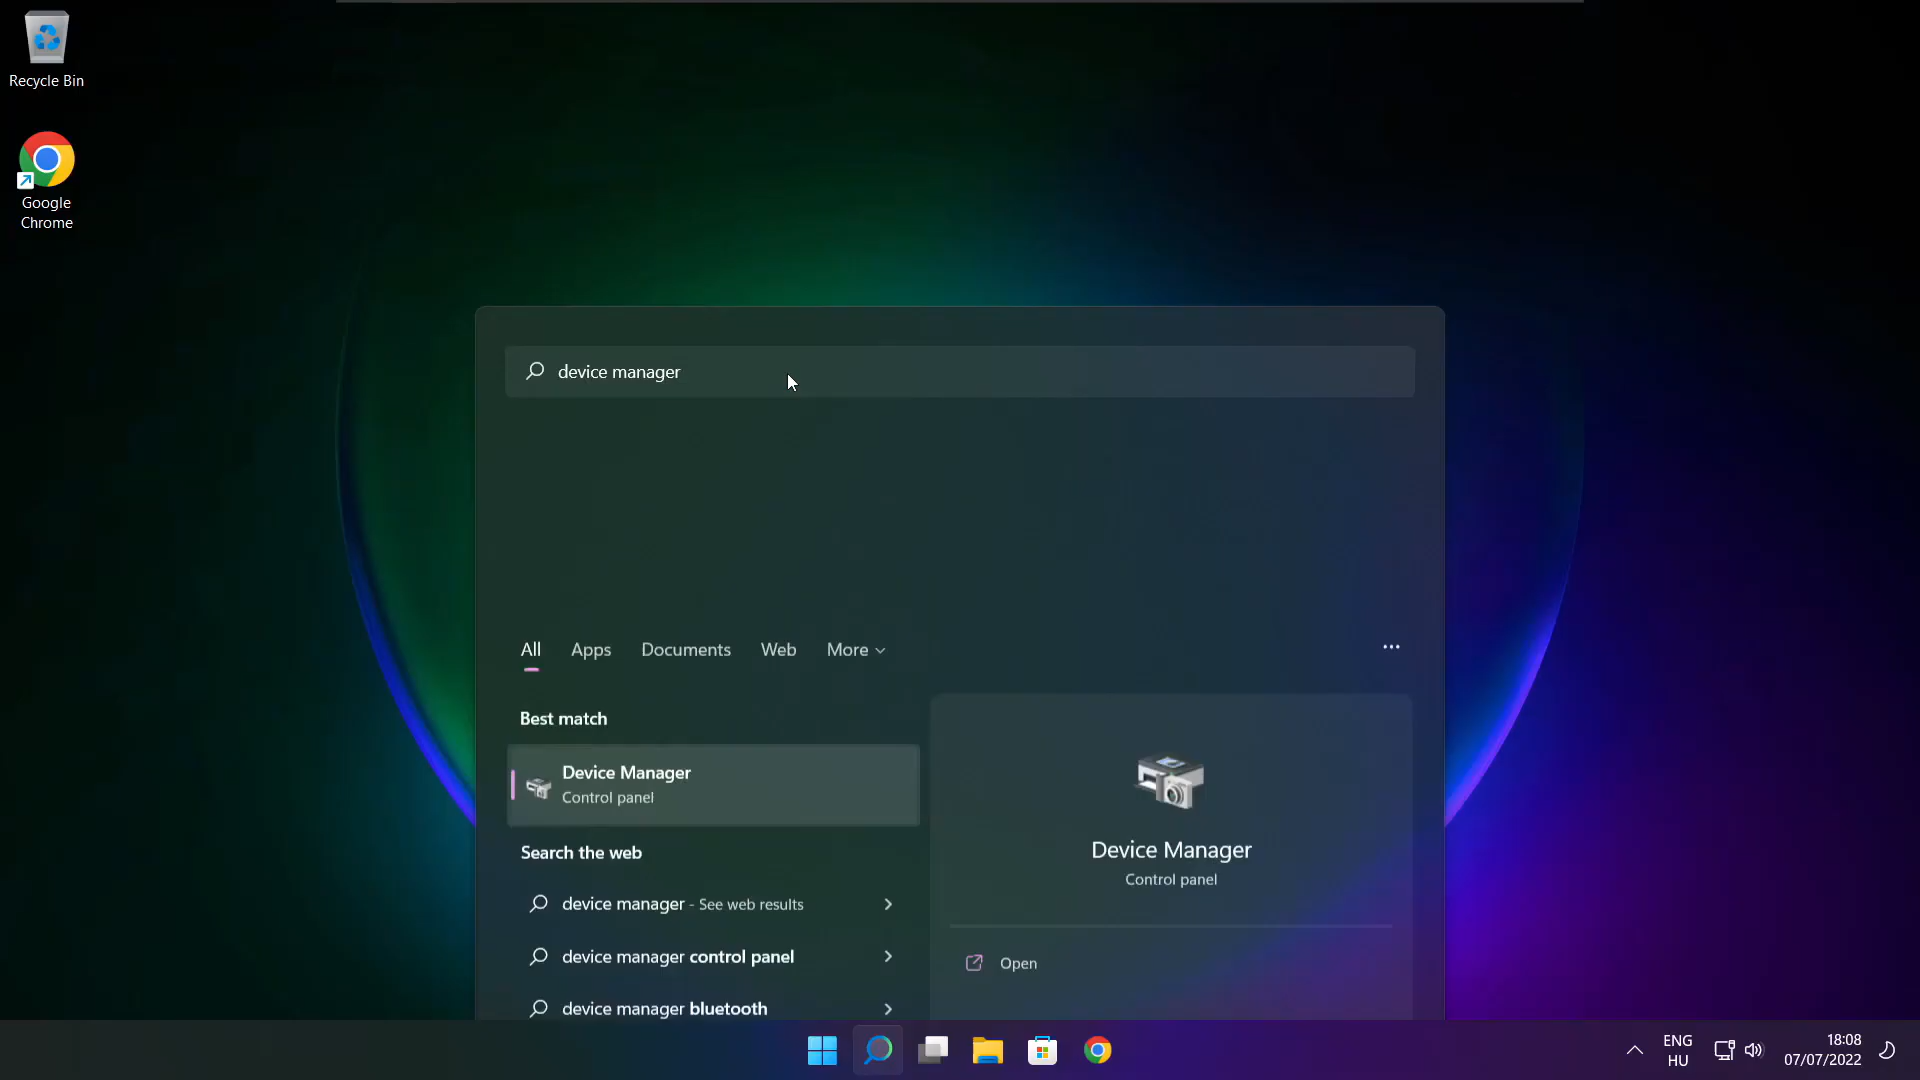 Recycle Bin
Google
Chrome
device manager
All Apps Documents Web More
Best match
Device Manager
Control panel
Search the web
device manager - See web results
device manager control panel
device manager bluetooth
Device Manager
Control panel
Open
ENG
HU
18:08
07/07/2022